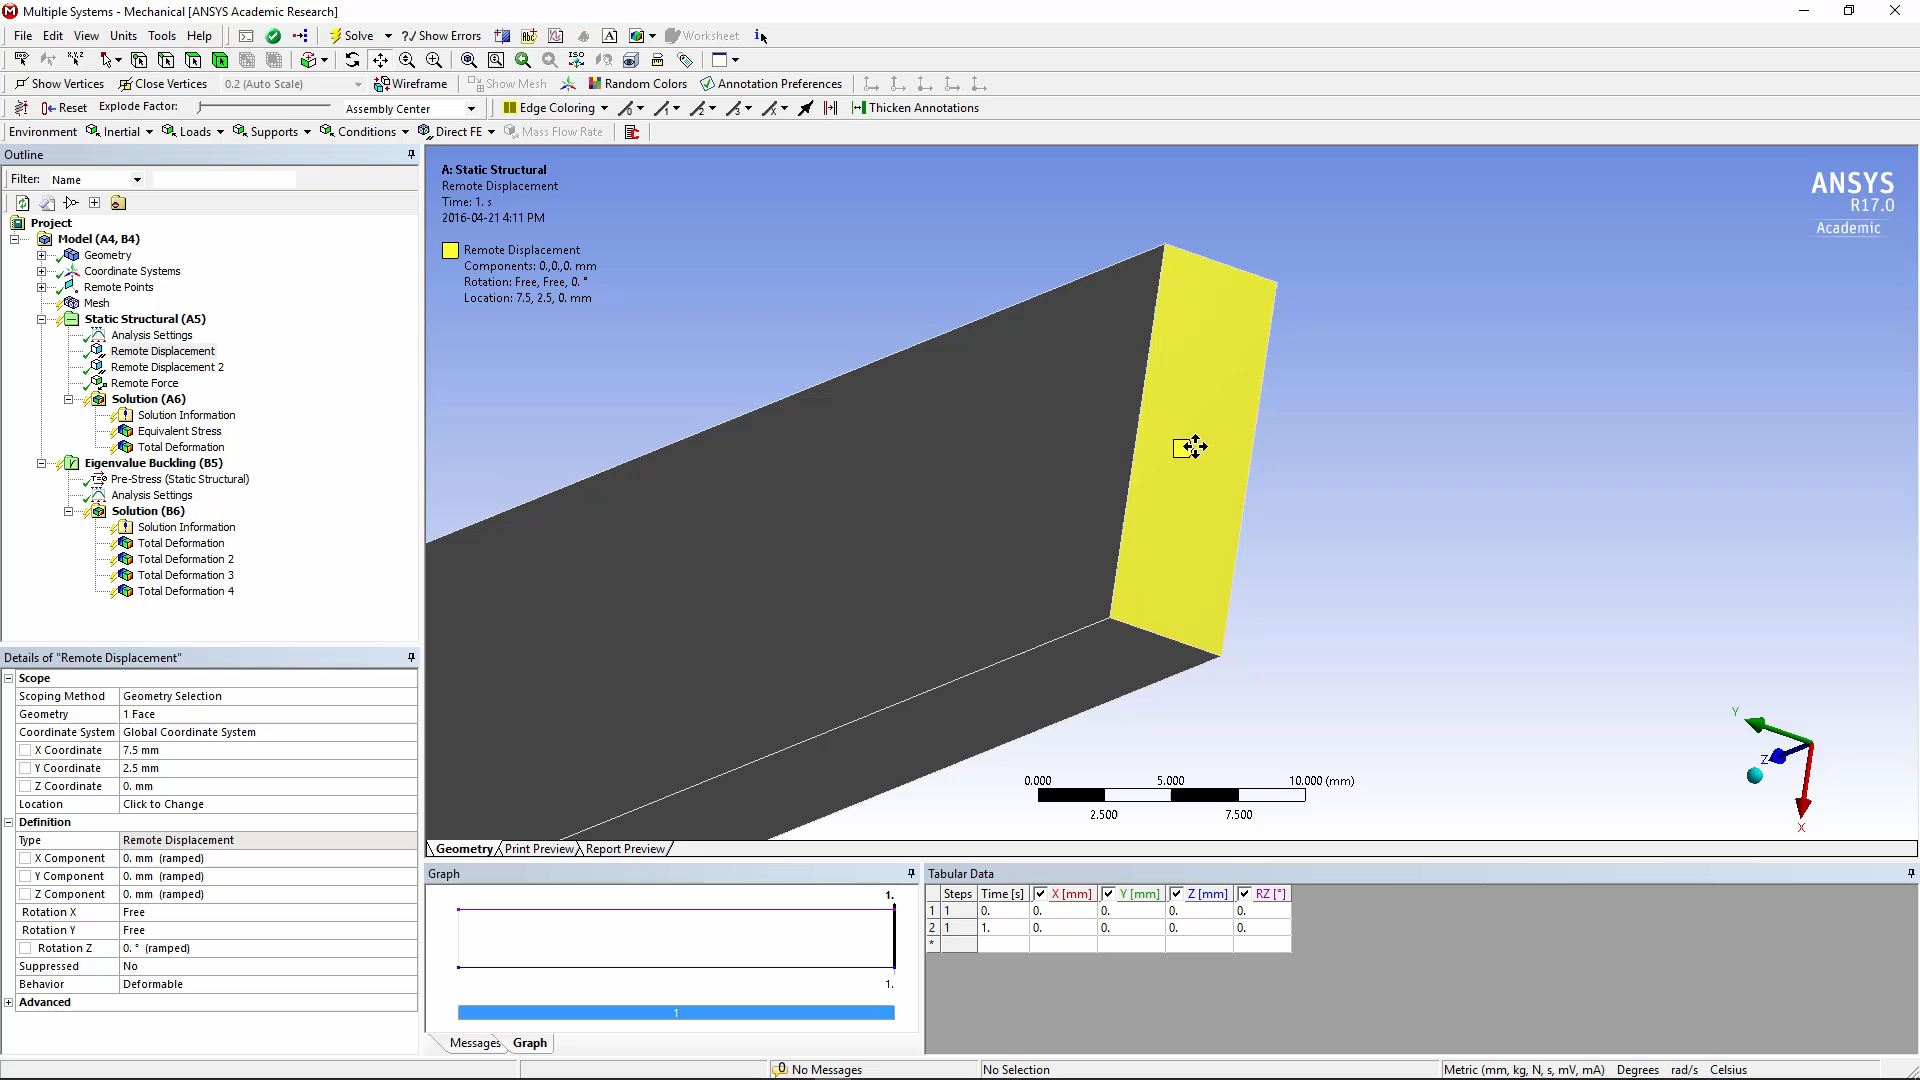 Multiple Systems - Mechanical [ANSYS Academic Research]
File Edit View Units Tools Help Solve ?/ Show Errors Worksheet
Show Vertices Close Vertices 0.2 (Auto Scale) Wireframe Show Mesh Random Colors Annotation Preferences
Reset Explode Factor: Assembly Center Edge Coloring Thicken Annotations
Environment Inertial Loads Supports Conditions Direct FE Mass Flow Rate
Outline
Filter: Name
Project
Model (A4, B4)
Geometry
Coordinate Systems
Remote Points
Mesh
Static Structural (A5)
Analysis Settings
Remote Displacement
Remote Displacement 2
Remote Force
Solution (A6)
Solution Information
Equivalent Stress
Total Deformation
Eigenvalue Buckling (B5)
Pre-Stress (Static Structural)
Analysis Settings
Solution (B6)
Solution Information
Total Deformation
Total Deformation 2
Total Deformation 3
Total Deformation 4
Details of "Remote Displacement"
Scope
Scoping Method Geometry Selection
Geometry 1 Face
Coordinate System Global Coordinate System
X Coordinate 7.5 mm
Y Coordinate 2.5 mm
Z Coordinate 0. mm
Location Click to Change
Definition
Type Remote Displacement
X Component 0. mm (ramped)
Y Component 0. mm (ramped)
Z Component 0. mm (ramped)
Rotation X Free
Rotation Y Free
Rotation Z 0. ° (ramped)
Suppressed No
Behavior Deformable
Advanced
A: Static Structural
Remote Displacement
Time: 1. s
2016-04-21 4:11 PM
Remote Displacement
Components: 0.,0.,0. mm
Rotation: Free, Free, 0. °
Location: 7.5, 2.5, 0. mm
ANSYS
R17.0
Academic
Y
Z
X
0.000 5.000 10.000 (mm)
2.500 7.500
Geometry Print Preview Report Preview
Graph
1.
1.
1
Messages Graph
Tabular Data
Steps Time [s] X [mm] Y [mm] Z [mm] RZ [°]
1 1 0. 0. 0. 0. 0.
2 1 1. 0. 0. 0. 0.
*
0 No Messages No Selection Metric (mm, kg, N, s, mV, mA) Degrees rad/s Celsius